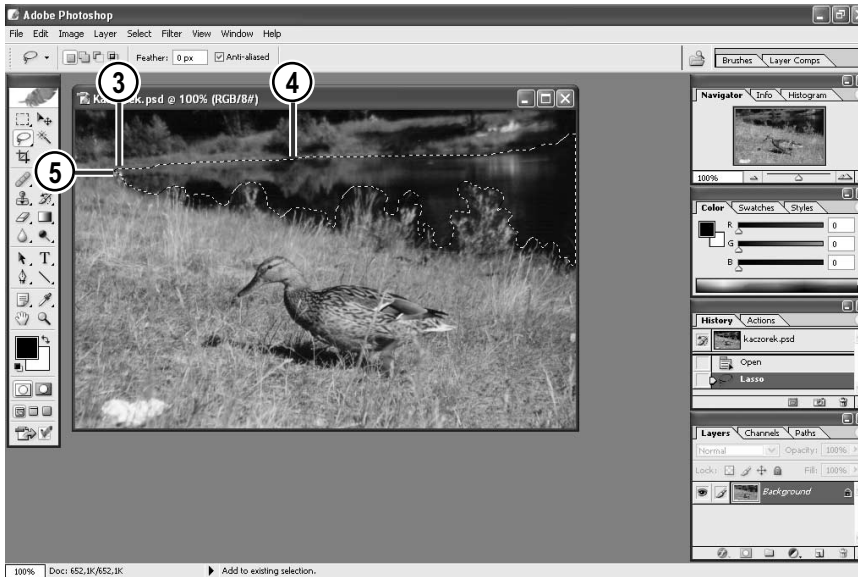 Adobe Photoshop
File Edit Image Layer Select Filter View Window Help
Feather: 0 px Anti-aliased
Brushes Layer Comps
3
4
5
Kaczorek.psd @ 100% (RGB/8#)
Navigator Info Histogram
100%
Color Swatches Styles
R 0
G 0
B 0
History Actions
kaczorek.psd
Open
Lasso
Layers Channels Paths
Normal Opacity: 100%
Lock: Fill: 100%
Background
T
100% Doc: 652,1K/652,1K Add to existing selection.